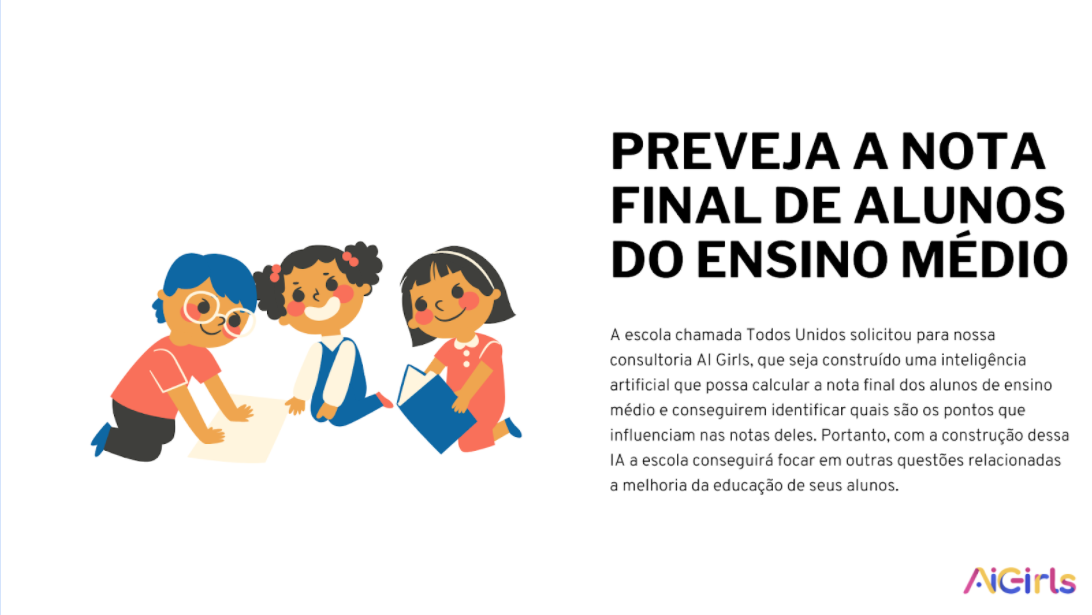 PREVEJA A NOTA
FINAL DE ALUNOS
DO ENSINO MÉDIO
A escola chamada Todos Unidos solicitou para nossa
consultoria AI Girls, que seja construído uma inteligência
artificial que possa calcular a nota final dos alunos de ensino
médio e conseguirem identificar quais são os pontos que
influenciam nas notas deles. Portanto, com a construção dessa
IA a escola conseguirá focar em outras questões relacionadas
a melhoria da educação de seus alunos.
AiGirls